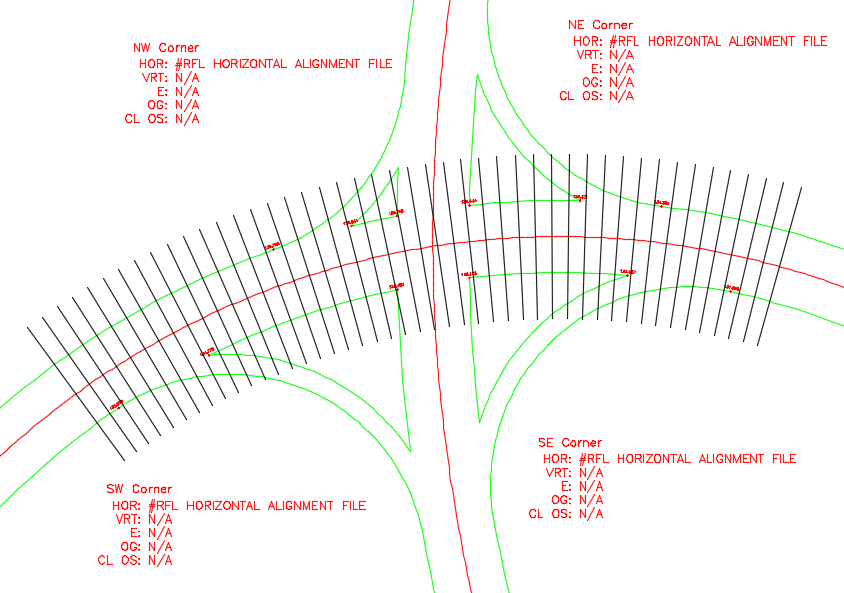 NE Corner
HOR: #RFL HORIZONTAL ALIGNMENT FILE
VRT: N/A
E: N/A
OG: N/A
CL OS: N/A
NW Corner
HOR: #RFL HORIZONTAL ALIGNMENT FILE
VRT: N/A
E: N/A
OG: N/A
CL OS: N/A
SE Corner
HOR: #RFL HORIZONTAL ALIGNMENT FILE
VRT: N/A
E: N/A
OG: N/A
CL OS: N/A
SW Corner
HOR: #RFL HORIZONTAL ALIGNMENT FILE
VRT: N/A
E: N/A
OG: N/A
CL OS: N/A